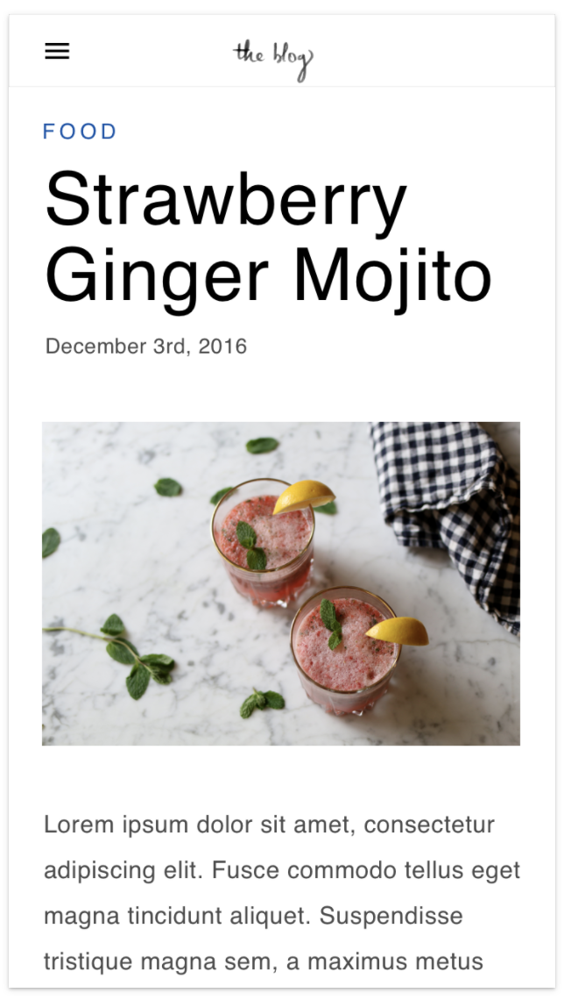 the blog
FOOD
Strawberry
Ginger Mojito
December 3rd, 2016
Lorem ipsum dolor sit amet, consectetur
adipiscing elit. Fusce commodo tellus eget
magna tincidunt aliquet. Suspendisse
tristique magna sem, a maximus metus